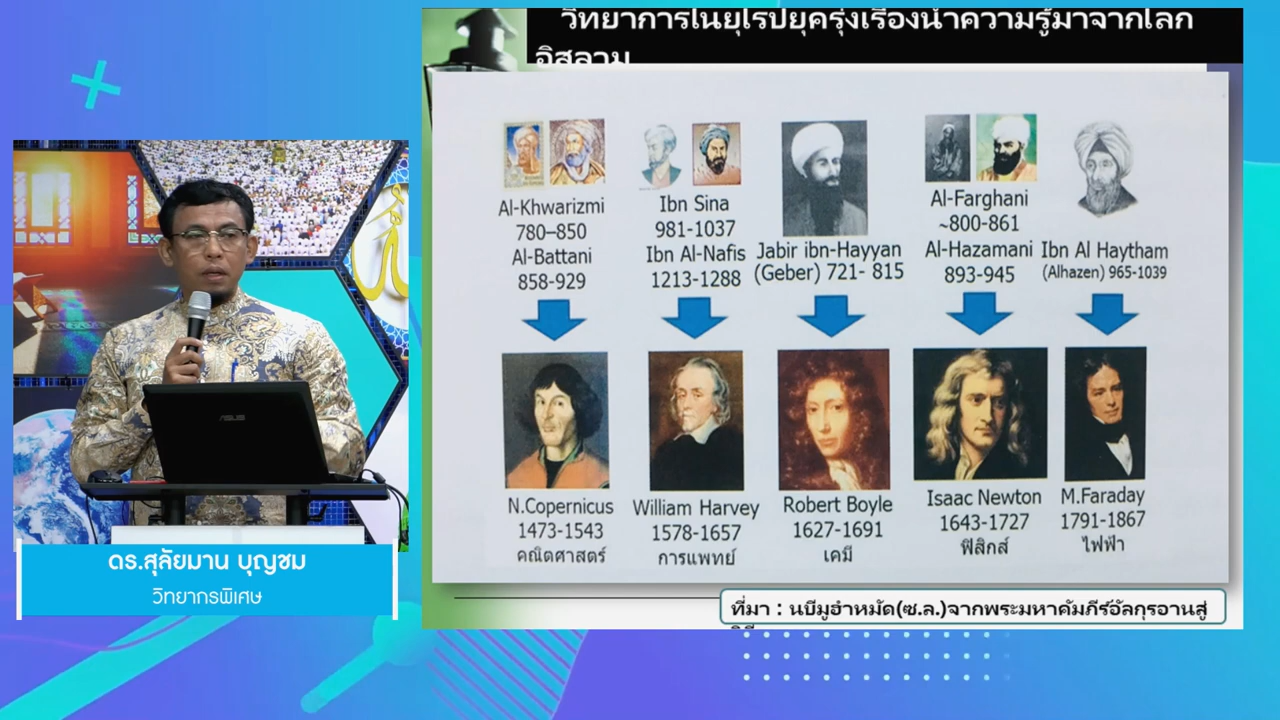 วิทยาการในยุโรปยุครุ่งเรืองนำความรู้มาจากโลก
อิสลาม
Al-Khwarizmi
780–850
Al-Battani
858-929
Ibn Sina
981-1037
Ibn Al-Nafis
1213-1288
Jabir ibn-Hayyan
(Geber) 721- 815
Al-Farghani
~800-861
Al-Hazamani
893-945
Ibn Al Haytham
(Alhazen) 965-1039
N.Copernicus
1473-1543
คณิตศาสตร์
William Harvey
1578-1657
การแพทย์
Robert Boyle
1627-1691
เคมี
Isaac Newton
1643-1727
ฟิสิกส์
M.Faraday
1791-1867
ไฟฟ้า
ที่มา : นบีมูฮำหมัด(ซ.ล.)จากพระมหาคัมภีร์อัลกุรอานสู่
ASUS
ดร.สุลัยมาน บุญชม
วิทยากรพิเศษ